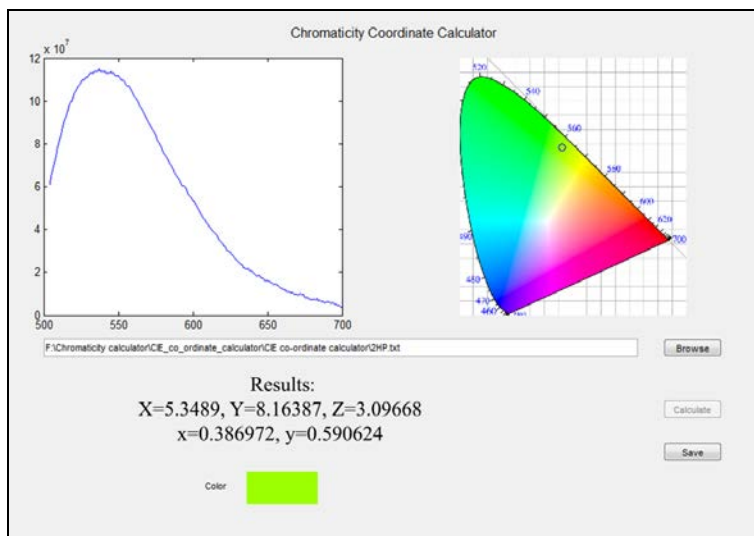 Chromaticity Coordinate Calculator
x 10^7
12
10
8
6
4
2
0
500 550 600 650 700
520
540
560
580
600
620
700
490
480
470
460
F:\Chromaticity calculator\CIE_co_ordinate_calculator\CIE co-ordinate calculator\2HP.txt
Browse
Results:
X=5.3489, Y=8.16387, Z=3.09668
x=0.386972, y=0.590624
Calculate
Save
Color